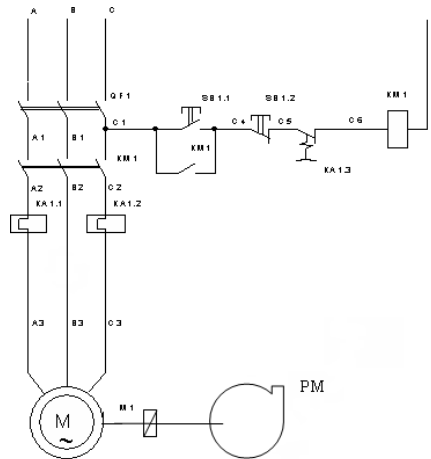 A B C
QF1
SB1.1 SB1.2 KM1
C1 C4 C5 C6
A1 B1
KM1
KM1
KA1.3
A2 B2 C2
KA1.1 KA1.2
A3 B3 C3
PM
M1
M
~